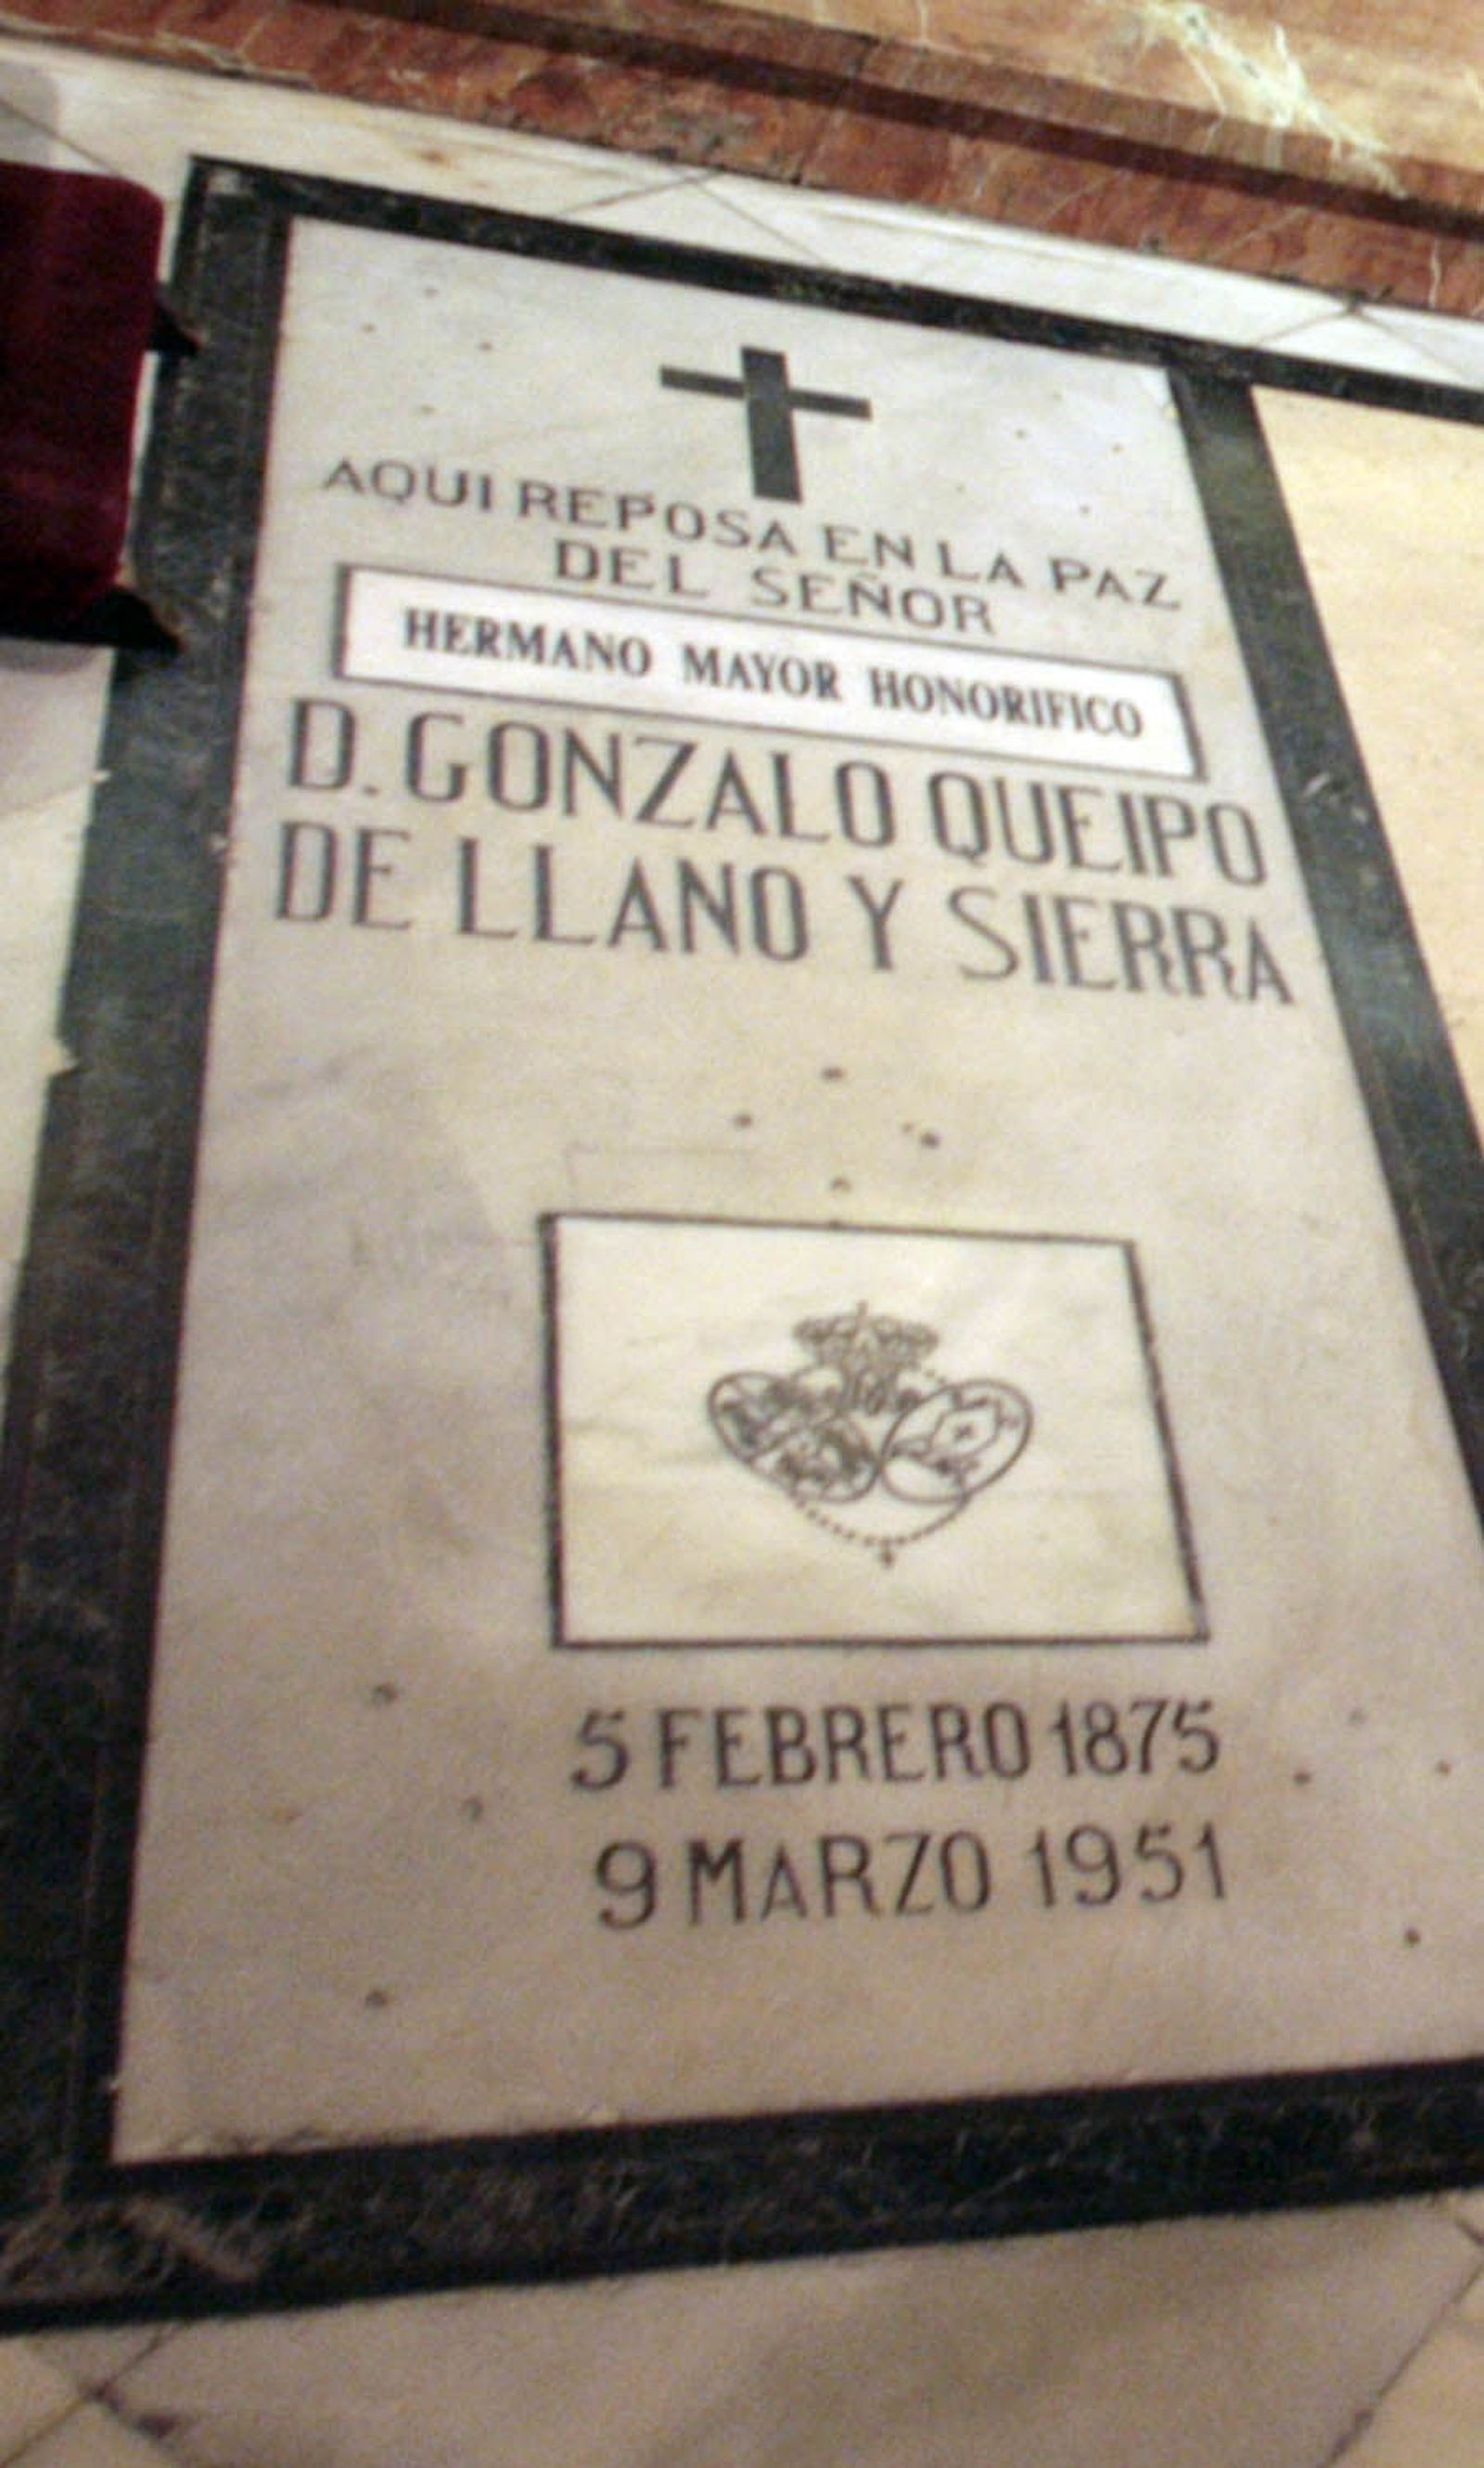 AQUI REPOSA EN LA PAZ
DEL SEÑOR
HERMANO MAYOR HONORIFICO
D. GONZALO QUEIPO
DE LLANO Y SIERRA
5 FEBRERO 1875
9 MARZO 1951